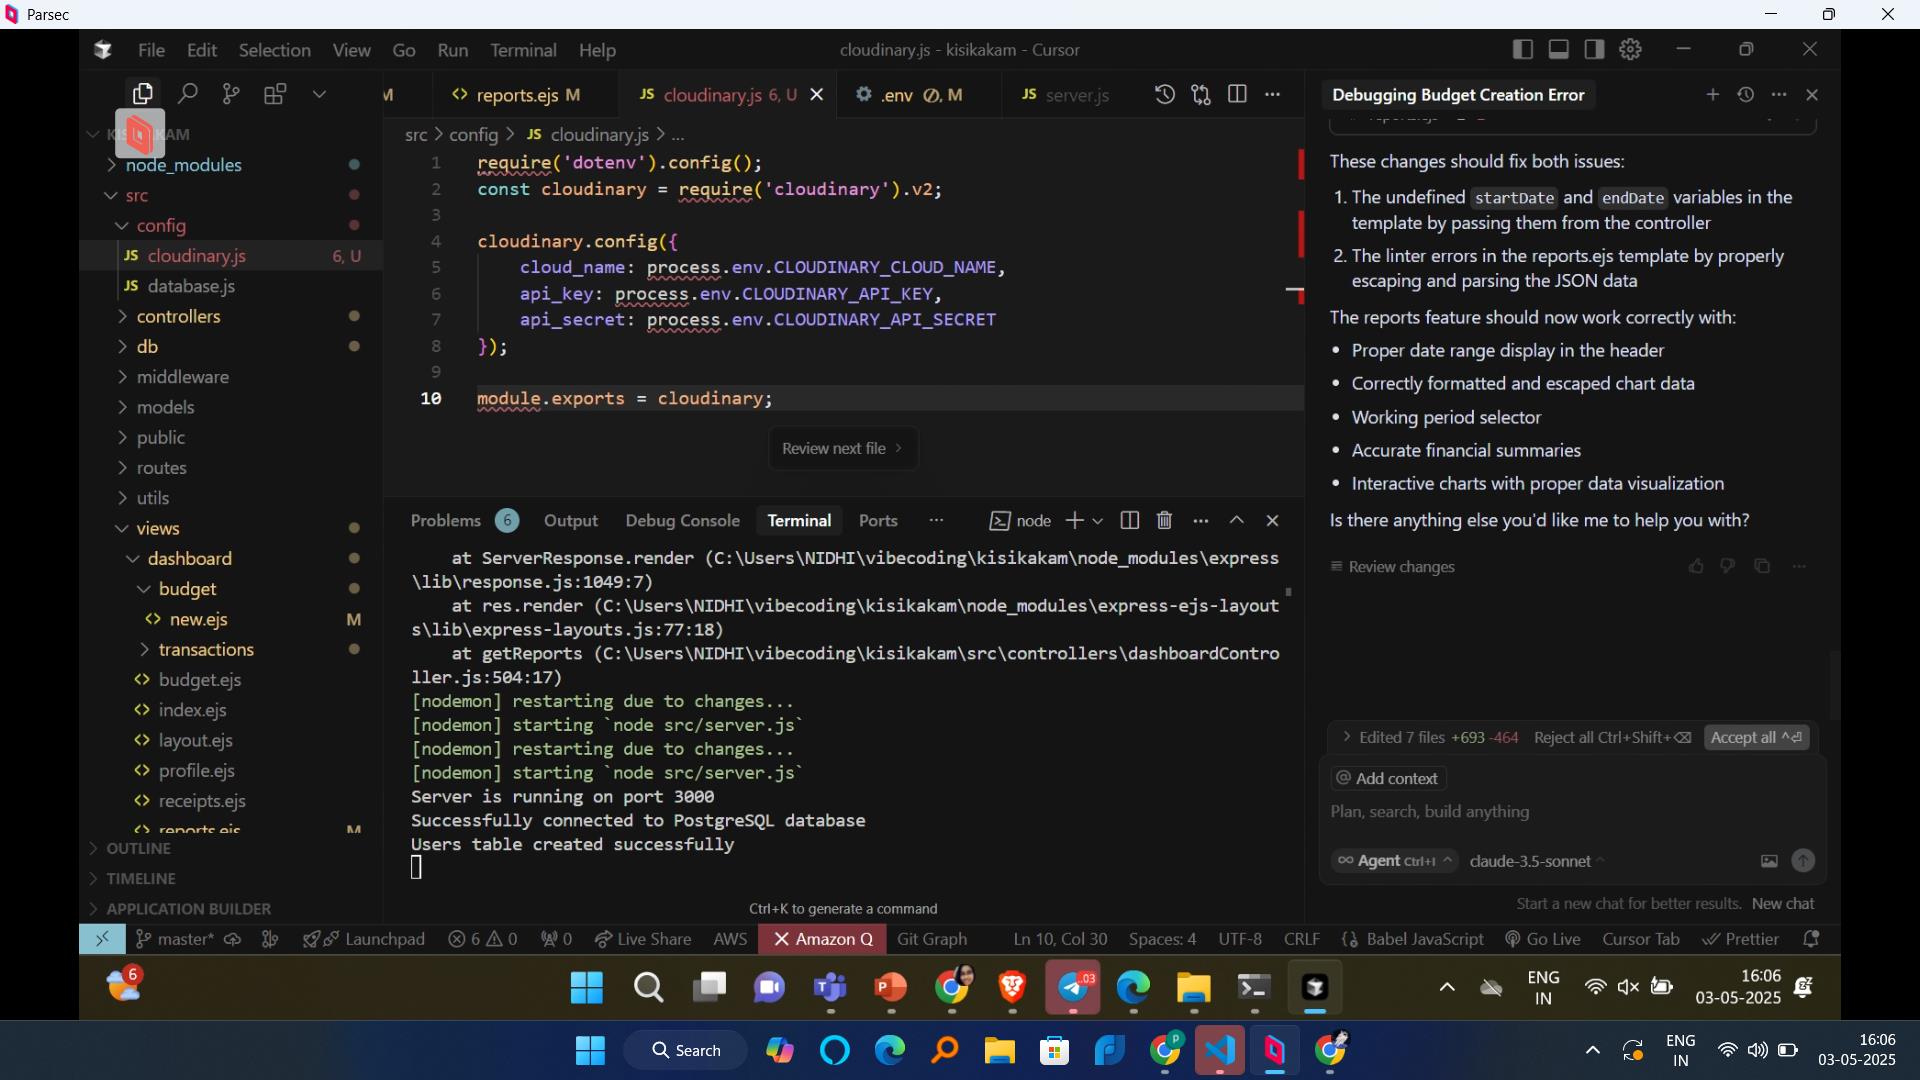 Parsec
File Edit Selection View Go Run Terminal Help
cloudinary.js - kisikakam - Cursor
M
reports.ejs M
JS cloudinary.js 6, U
.env M
JS server.js
Debugging Budget Creation Error
src > config > JS cloudinary.js > ...
node_modules
src
config
JS cloudinary.js 6, U
JS database.js
controllers
db
middleware
models
public
routes
utils
views
dashboard
budget
new.ejs M
transactions
budget.ejs
index.ejs
layout.ejs
profile.ejs
receipts.ejs
reports.ejs M
OUTLINE
TIMELINE
APPLICATION BUILDER
1 require('dotenv').config();
2 const cloudinary = require('cloudinary').v2;
3
4 cloudinary.config({
5 cloud_name: process.env.CLOUDINARY_CLOUD_NAME,
6 api_key: process.env.CLOUDINARY_API_KEY,
7 api_secret: process.env.CLOUDINARY_API_SECRET
8 });
9
10 module.exports = cloudinary;
Review next file >
Problems 6 Output Debug Console Terminal Ports ... node
at ServerResponse.render (C:\Users\NIDHI\vibecoding\kisikakam\node_modules\express
\lib\response.js:1049:7)
at res.render (C:\Users\NIDHI\vibecoding\kisikakam\node_modules\express-ejs-layout
s\lib\express-layouts.js:77:18)
at getReports (C:\Users\NIDHI\vibecoding\kisikakam\src\controllers\dashboardContro
ller.js:504:17)
[nodemon] restarting due to changes...
[nodemon] starting `node src/server.js`
[nodemon] restarting due to changes...
[nodemon] starting `node src/server.js`
Server is running on port 3000
Successfully connected to PostgreSQL database
Users table created successfully
Ctrl+K to generate a command
These changes should fix both issues:
1. The undefined startDate and endDate variables in the
template by passing them from the controller
2. The linter errors in the reports.ejs template by properly
escaping and parsing the JSON data
The reports feature should now work correctly with:
• Proper date range display in the header
• Correctly formatted and escaped chart data
• Working period selector
• Accurate financial summaries
• Interactive charts with proper data visualization
Is there anything else you'd like me to help you with?
Review changes
Edited 7 files +693 -464 Reject all Ctrl+Shift+⌫ Accept all ^⏎
@ Add context
Plan, search, build anything
∞ Agent Ctrl+I claude-3.5-sonnet
Start a new chat for better results. New chat
master* Launchpad 6 0 0 Live Share AWS Amazon Q Git Graph Ln 10, Col 30 Spaces: 4 UTF-8 CRLF Babel JavaScript Go Live Cursor Tab Prettier
6
03
ENG
IN
16:06
03-05-2025
Search
ENG
IN
16:06
03-05-2025